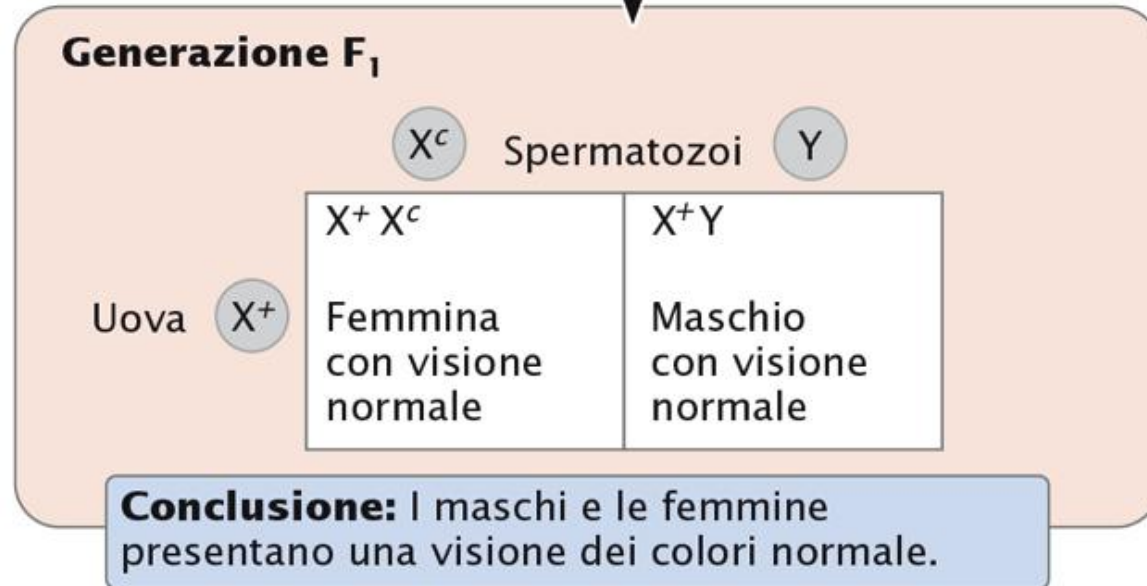 Generazione F₁
Xᶜ Spermatozoi Y
X⁺ Xᶜ X⁺ Y
Uova X⁺ Femmina Maschio
con visione con visione
normale normale
Conclusione: I maschi e le femmine
presentano una visione dei colori normale.